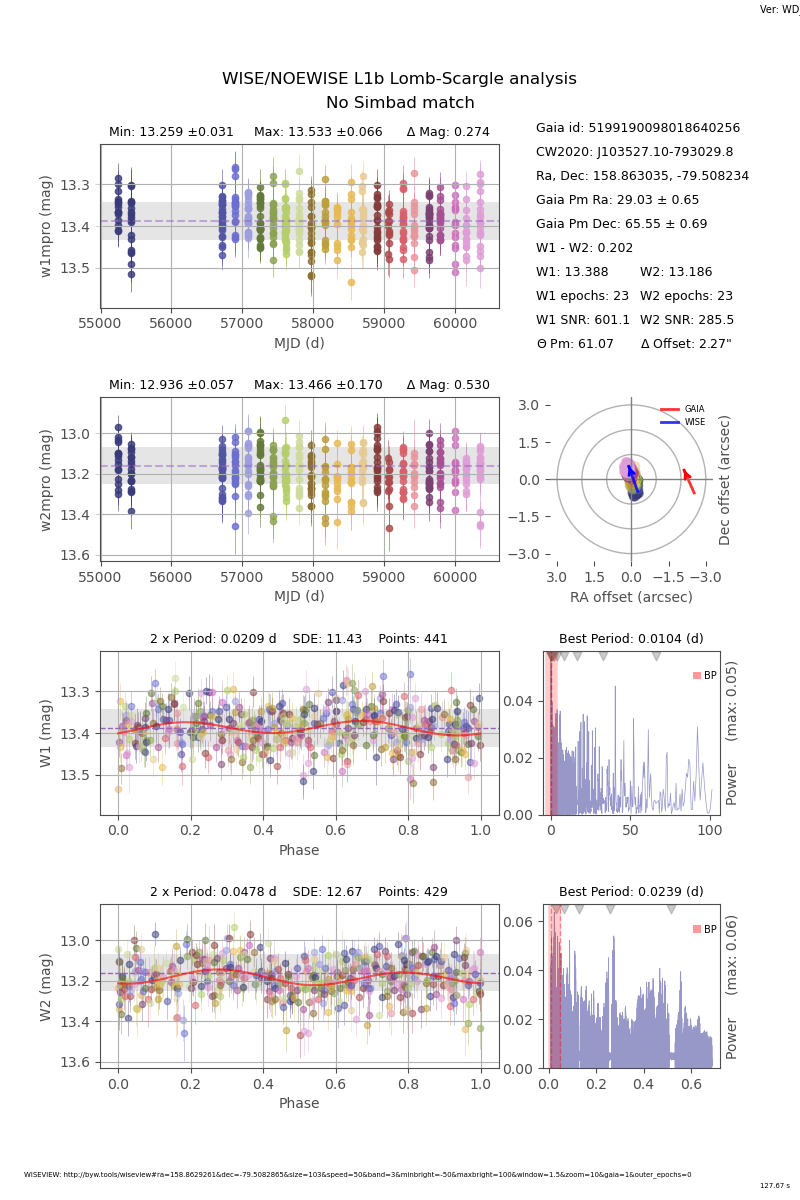 Ver: WD_
WISE/NOEWISE L1b Lomb-Scargle analysis
No Simbad match
Min: 13.259 ±0.031 Max: 13.533 ±0.066 Δ Mag: 0.274
w1mpro (mag)
13.3
13.4
13.5
55000 56000 57000 58000 59000 60000
MJD (d)
Gaia id: 5199190098018640256
CW2020: J103527.10-793029.8
Ra, Dec: 158.863035, -79.508234
Gaia Pm Ra: 29.03 ± 0.65
Gaia Pm Dec: 65.55 ± 0.69
W1 - W2: 0.202
W1: 13.388 W2: 13.186
W1 epochs: 23 W2 epochs: 23
W1 SNR: 601.1 W2 SNR: 285.5
Θ Pm: 61.07 Δ Offset: 2.27"
Min: 12.936 ±0.057 Max: 13.466 ±0.170 Δ Mag: 0.530
w2mpro (mag)
13.0
13.2
13.4
13.6
55000 56000 57000 58000 59000 60000
MJD (d)
GAIA
WISE
3.0
1.5
0.0
−1.5
−3.0
3.0 1.5 0.0 −1.5 −3.0
RA offset (arcsec)
Dec offset (arcsec)
2 x Period: 0.0209 d SDE: 11.43 Points: 441
W1 (mag)
13.3
13.4
13.5
0.0 0.2 0.4 0.6 0.8 1.0
Phase
Best Period: 0.0104 (d)
BP
0.04
0.02
0.00
0 50 100
Power (max: 0.05)
2 x Period: 0.0478 d SDE: 12.67 Points: 429
W2 (mag)
13.0
13.2
13.4
13.6
0.0 0.2 0.4 0.6 0.8 1.0
Phase
Best Period: 0.0239 (d)
BP
0.06
0.04
0.02
0.00
0.0 0.2 0.4 0.6
Power (max: 0.06)
WISEVIEW: http://byw.tools/wiseview#ra=158.8629261&dec=-79.5082865&size=103&speed=50&band=3&minbright=-50&maxbright=100&window=1.5&zoom=10&gaia=1&outer_epochs=0
127.67 s